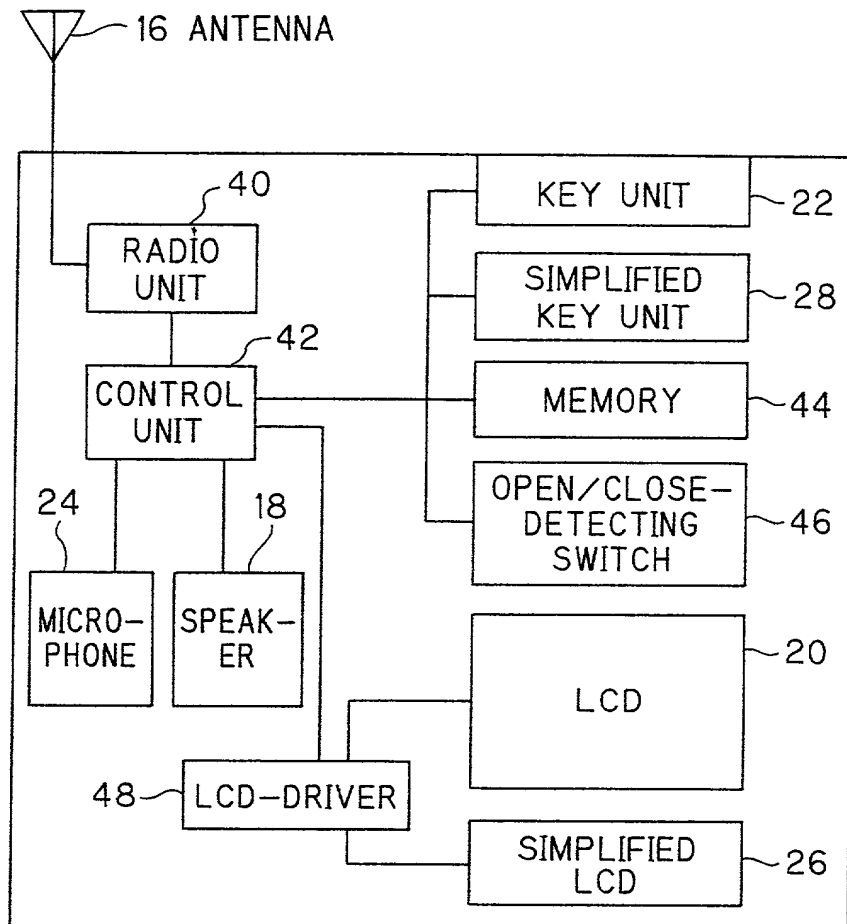 16 ANTENNA
40
RADIO
UNIT
42
CONTROL
UNIT
24
18
MICRO-
PHONE
SPEAK-
ER
48
LCD-DRIVER
KEY UNIT
22
SIMPLIFIED
KEY UNIT
28
MEMORY
44
OPEN/CLOSE-
DETECTING
SWITCH
46
LCD
20
SIMPLIFIED
LCD
26